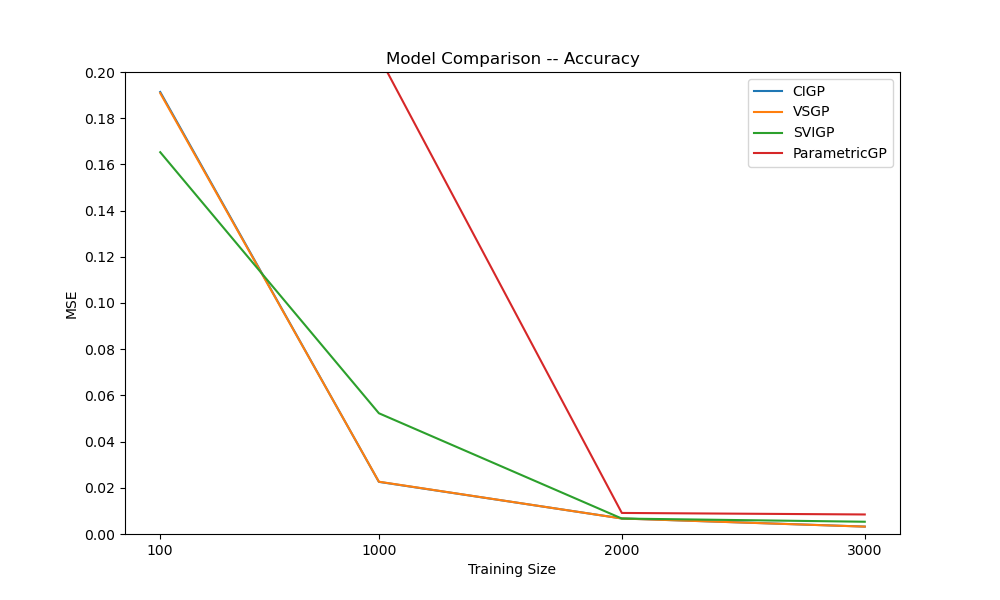 Model Comparison -- Accuracy
CIGP
VSGP
SVIGP
ParametricGP
MSE
0.20
0.18
0.16
0.14
0.12
0.10
0.08
0.06
0.04
0.02
0.00
100
1000
2000
3000
Training Size